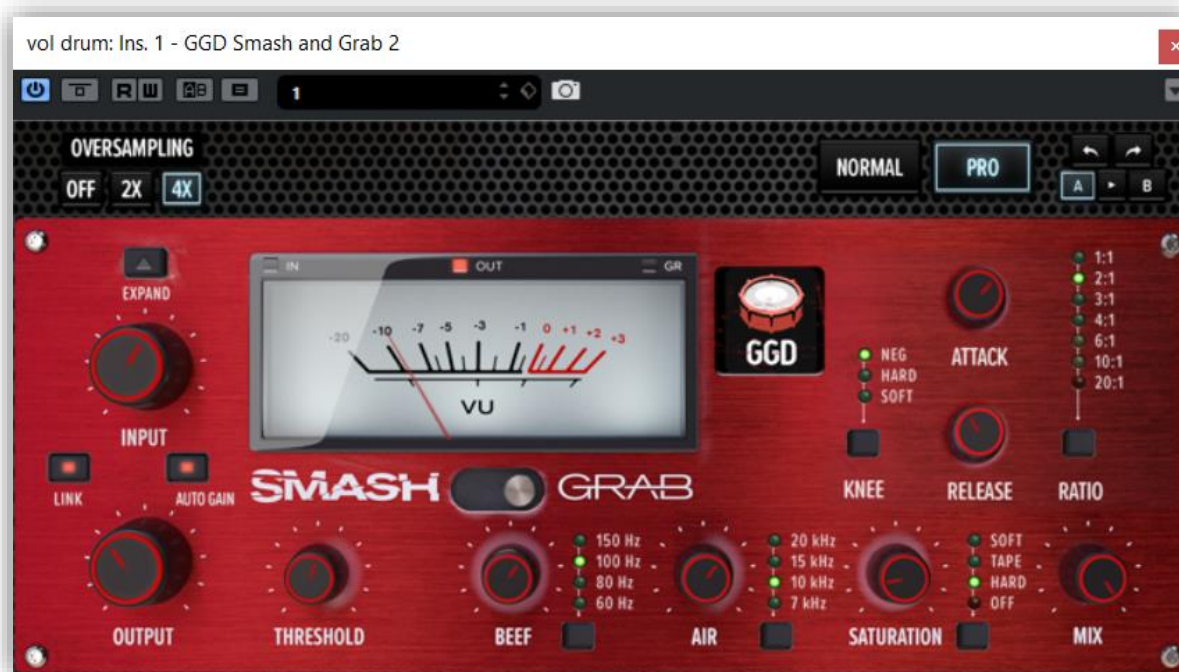 vol drum: Ins. 1 - GGD Smash and Grab 2
R W A B 1
OVERSAMPLING
OFF 2X 4X
NORMAL PRO
A B
EXPAND
INPUT
LINK AUTO GAIN
OUTPUT
IN OUT GR
-20 -10 -7 -5 -3 -1 0 +1 +2 +3
VU
GGD
SMASH GRAB
NEG
HARD
SOFT
KNEE
ATTACK
RELEASE
1:1
2:1
3:1
4:1
6:1
10:1
20:1
RATIO
THRESHOLD
BEEF
150 Hz
100 Hz
80 Hz
60 Hz
AIR
20 kHz
15 kHz
10 kHz
7 kHz
SATURATION
SOFT
TAPE
HARD
OFF
MIX